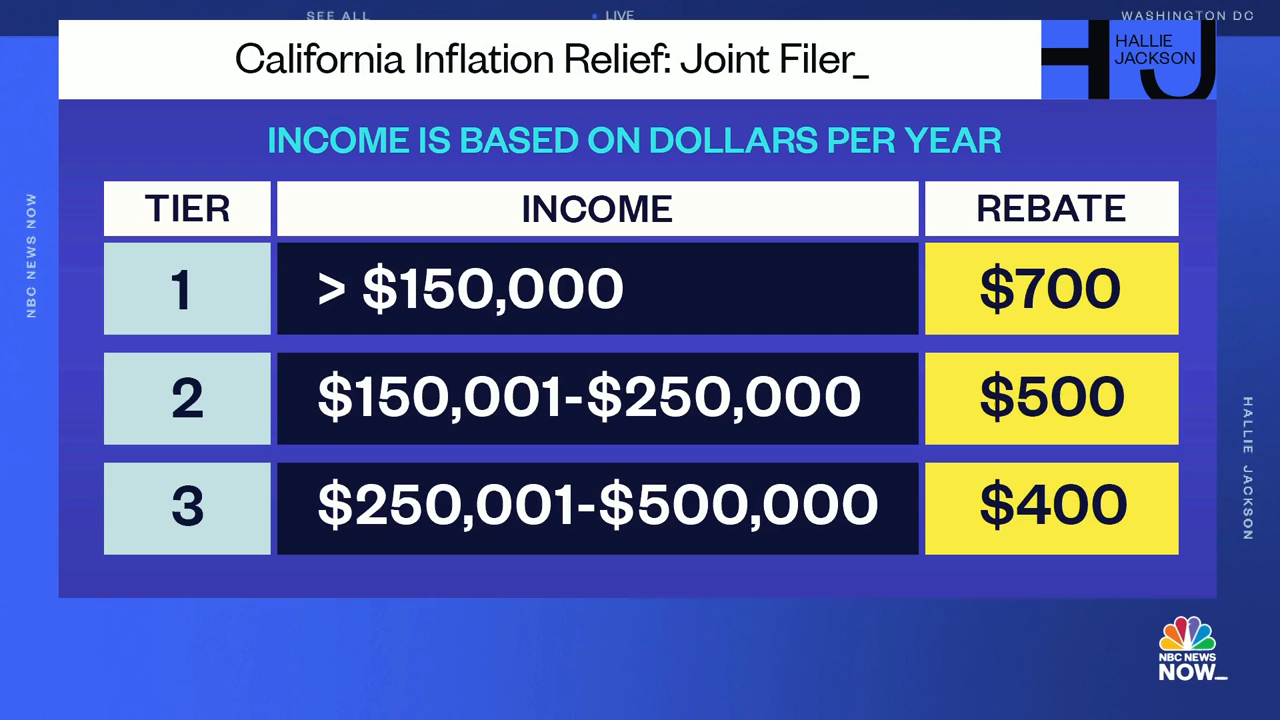 SEE ALL
LIVE
WASHINGTON DC
California Inflation Relief: Joint Filer_
HALLIE
JACKSON
HJ
INCOME IS BASED ON DOLLARS PER YEAR
TIER INCOME REBATE
1 > $150,000 $700
2 $150,001-$250,000 $500
3 $250,001-$500,000 $400
NBC NEWS NOW
HALLIE JACKSON
NBC NEWS
NOW_